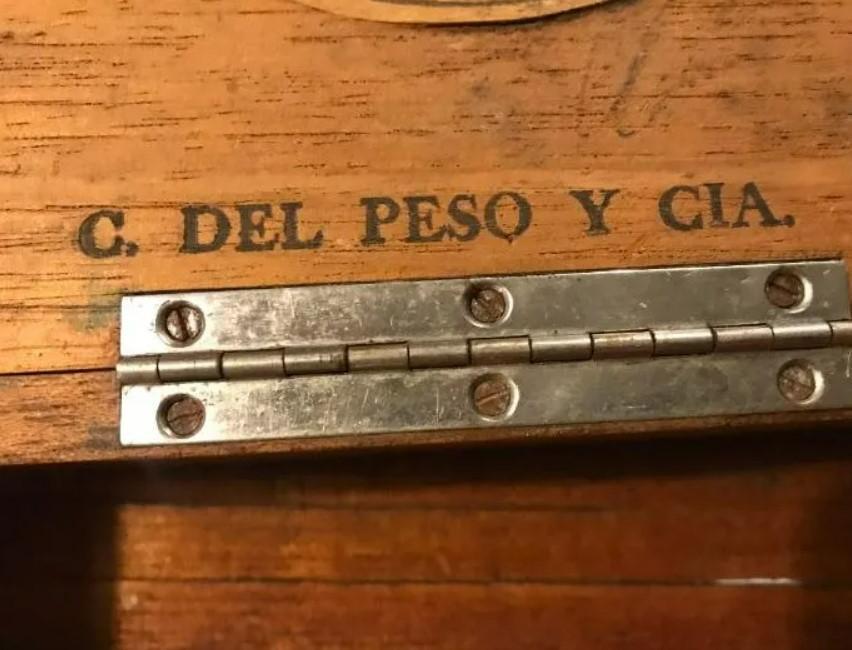 C. DEL PESO Y CIA.